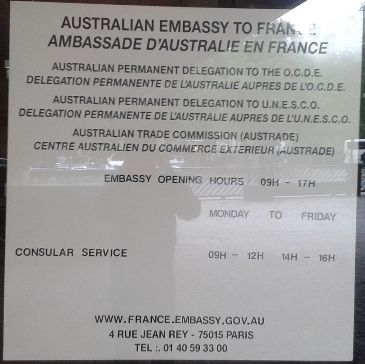 AUSTRALIAN EMBASSY TO FRANCE
AMBASSADE D'AUSTRALIE EN FRANCE
AUSTRALIAN PERMANENT DELEGATION TO THE O.C.D.E.
DELEGATION PERMANENTE DE L'AUSTRALIE AUPRES DE L'O.C.D.E.
AUSTRALIAN PERMANENT DELEGATION TO U.N.E.S.C.O.
DELEGATION PERMANENTE DE L'AUSTRALIE AUPRES DE L'U.N.E.S.C.O.
AUSTRALIAN TRADE COMMISSION (AUSTRADE)
CENTRE AUSTRALIEN DU COMMERCE EXTERIEUR (AUSTRADE)
EMBASSY OPENING HOURS 09H - 17H
MONDAY TO FRIDAY
CONSULAR SERVICE 09H - 12H 14H - 16H
WWW.FRANCE.EMBASSY.GOV.AU
4 RUE JEAN REY - 75015 PARIS
TEL :. 01 40 59 33 00